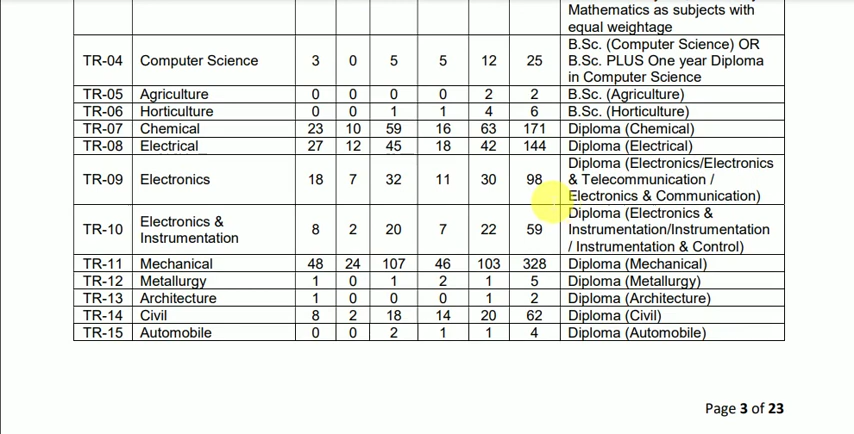 Mathematics as subjects with
equal weightage
TR-04 Computer Science 3 0 5 5 12 25 B.Sc. (Computer Science) OR
B.Sc. PLUS One year Diploma
in Computer Science
TR-05 Agriculture 0 0 0 0 2 2 B.Sc. (Agriculture)
TR-06 Horticulture 0 0 1 1 4 6 B.Sc. (Horticulture)
TR-07 Chemical 23 10 59 16 63 171 Diploma (Chemical)
TR-08 Electrical 27 12 45 18 42 144 Diploma (Electrical)
TR-09 Electronics 18 7 32 11 30 98 Diploma (Electronics/Electronics
& Telecommunication /
Electronics & Communication)
TR-10 Electronics &
Instrumentation 8 2 20 7 22 59 Diploma (Electronics &
Instrumentation/Instrumentation
/ Instrumentation & Control)
TR-11 Mechanical 48 24 107 46 103 328 Diploma (Mechanical)
TR-12 Metallurgy 1 0 1 2 1 5 Diploma (Metallurgy)
TR-13 Architecture 1 0 0 0 1 2 Diploma (Architecture)
TR-14 Civil 8 2 18 14 20 62 Diploma (Civil)
TR-15 Automobile 0 0 2 1 1 4 Diploma (Automobile)
Page 3 of 23